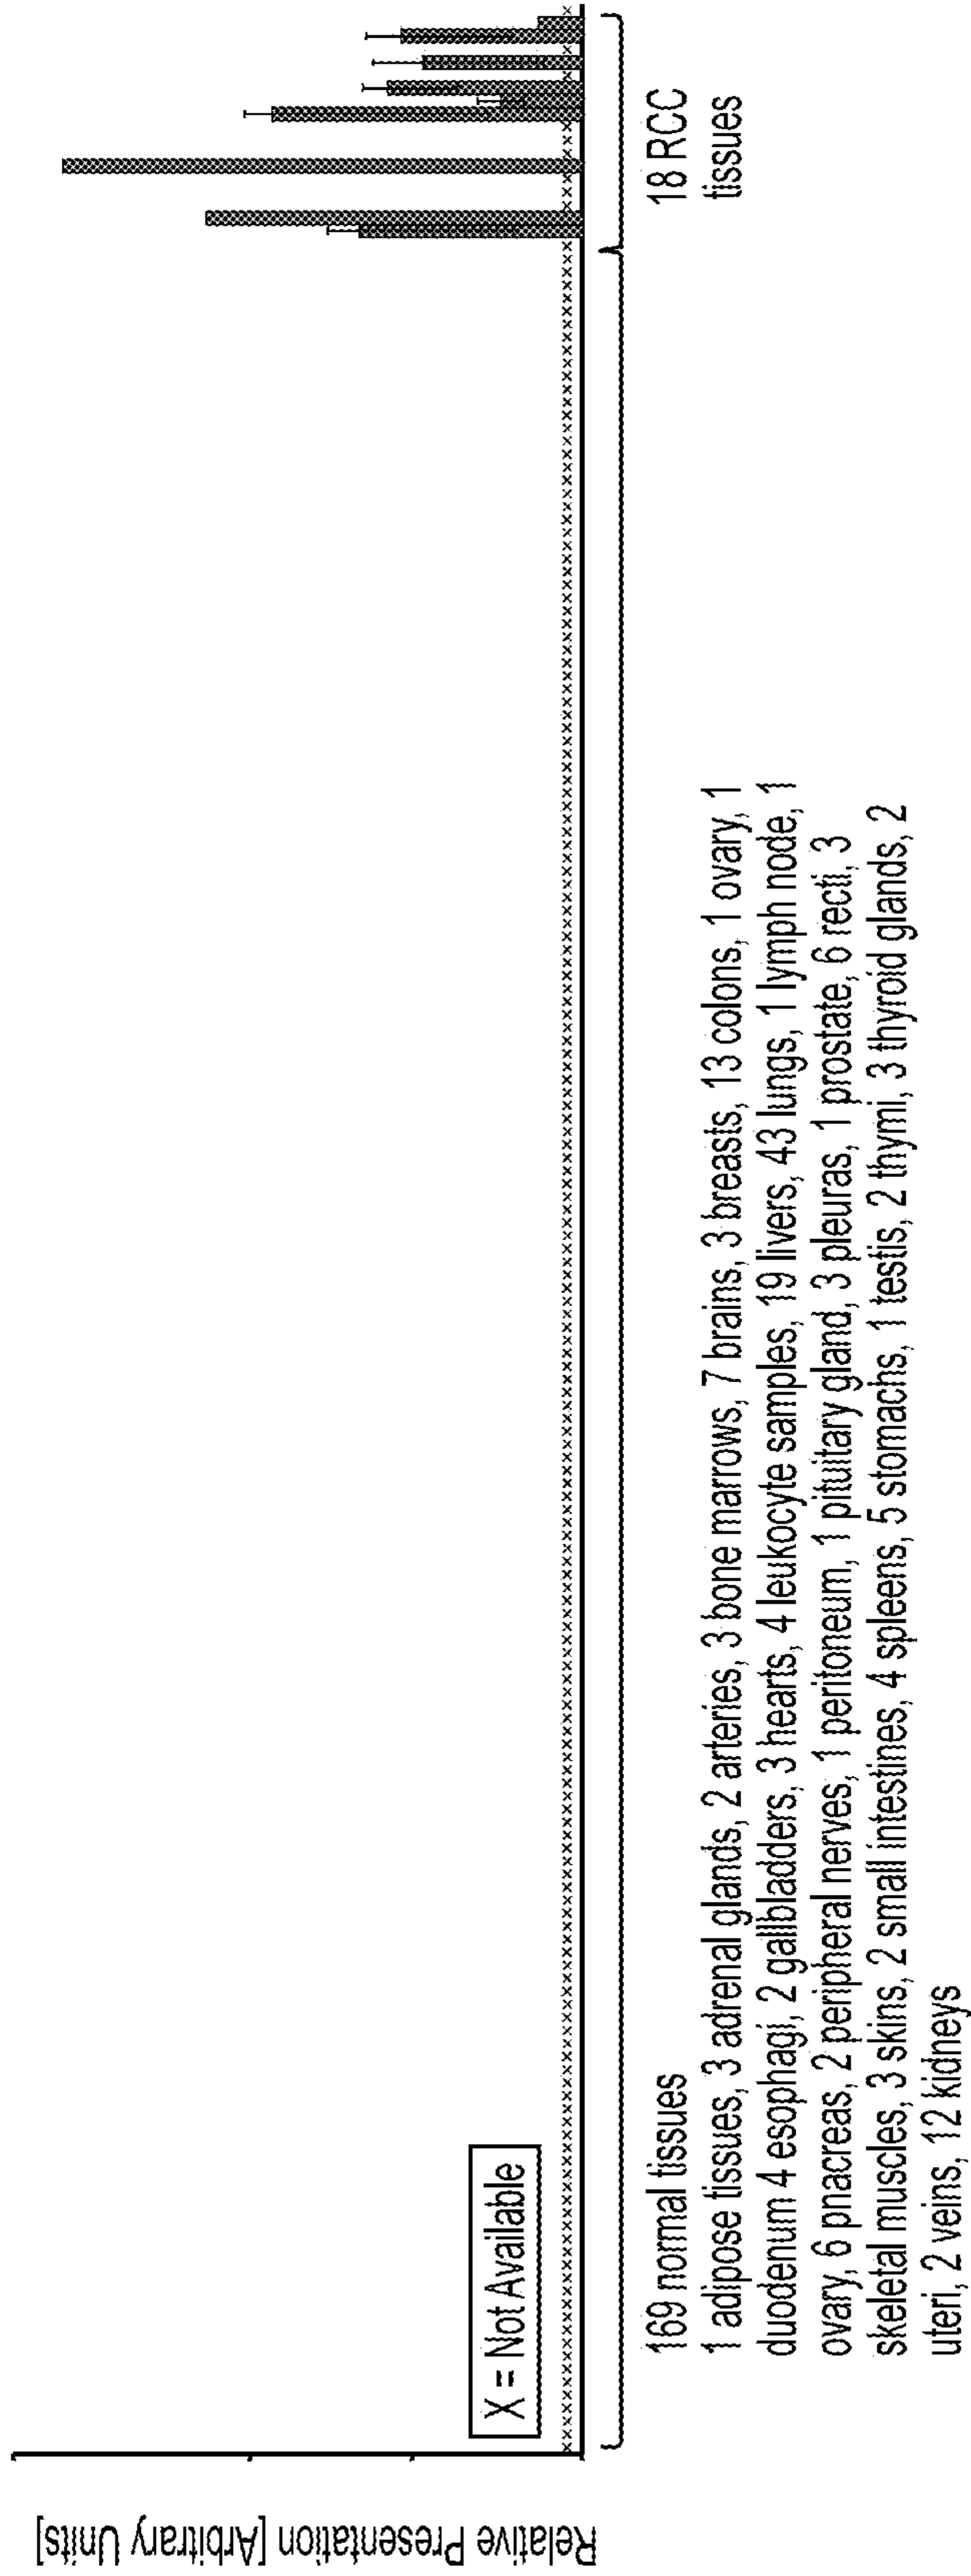 Relative Presentation [Arbitrary Units]
X = Not Available
169 normal tissues
1 adipose tissues, 3 adrenal glands, 2 arteries, 3 bone marrows, 7 brains, 3 breasts, 13 colons, 1 ovary, 1
duodenum 4 esophagi, 2 gallbladders, 3 hearts, 4 leukocyte samples, 19 livers, 43 lungs, 1 lymph node, 1
ovary, 6 pnacreas, 2 peripheral nerves, 1 peritoneum, 1 pituitary gland, 3 pleuras, 1 prostate, 6 recti, 3
skeletal muscles, 3 skins, 2 small intestines, 4 spleens, 5 stomachs, 1 testis, 2 thymi, 3 thyroid glands, 2
uteri, 2 veins, 12 kidneys
18 RCC
tissues